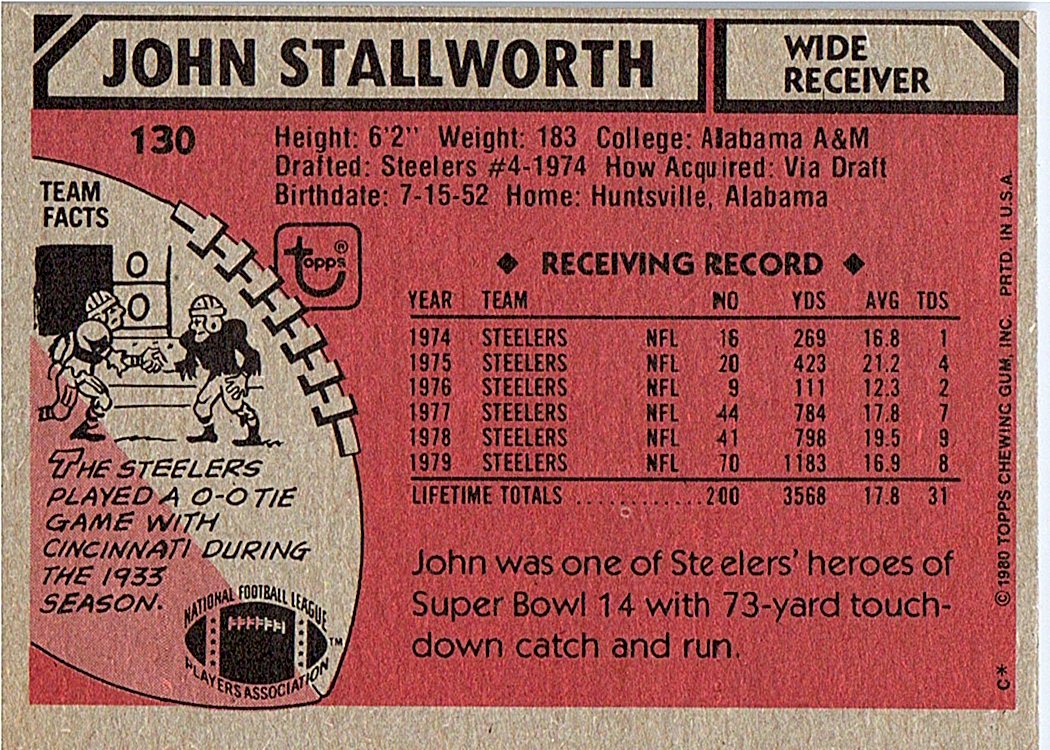 JOHN STALLWORTH
WIDE
RECEIVER
130
Height: 6'2" Weight: 183 College: Alabama A&M
Drafted: Steelers #4-1974 How Acquired: Via Draft
Birthdate: 7-15-52 Home: Huntsville, Alabama
TEAM
FACTS
0
0
THE STEELERS
PLAYED A 0-0 TIE
GAME WITH
CINCINNATI DURING
THE 1933
SEASON.
NATIONAL FOOTBALL LEAGUE
PLAYERS ASSOCIATION
TM
topps ®
◆ RECEIVING RECORD ◆
YEAR TEAM NO YDS AVG TDS
1974 STEELERS NFL 16 269 16.8 1
1975 STEELERS NFL 20 423 21.2 4
1976 STEELERS NFL 9 111 12.3 2
1977 STEELERS NFL 44 784 17.8 7
1978 STEELERS NFL 41 798 19.5 9
1979 STEELERS NFL 70 1183 16.9 8
LIFETIME TOTALS ............200 3568 17.8 31
John was one of Steelers' heroes of
Super Bowl 14 with 73-yard touch-
down catch and run.
C* © 1980 TOPPS CHEWING GUM, INC. PRTD. IN U.S.A.